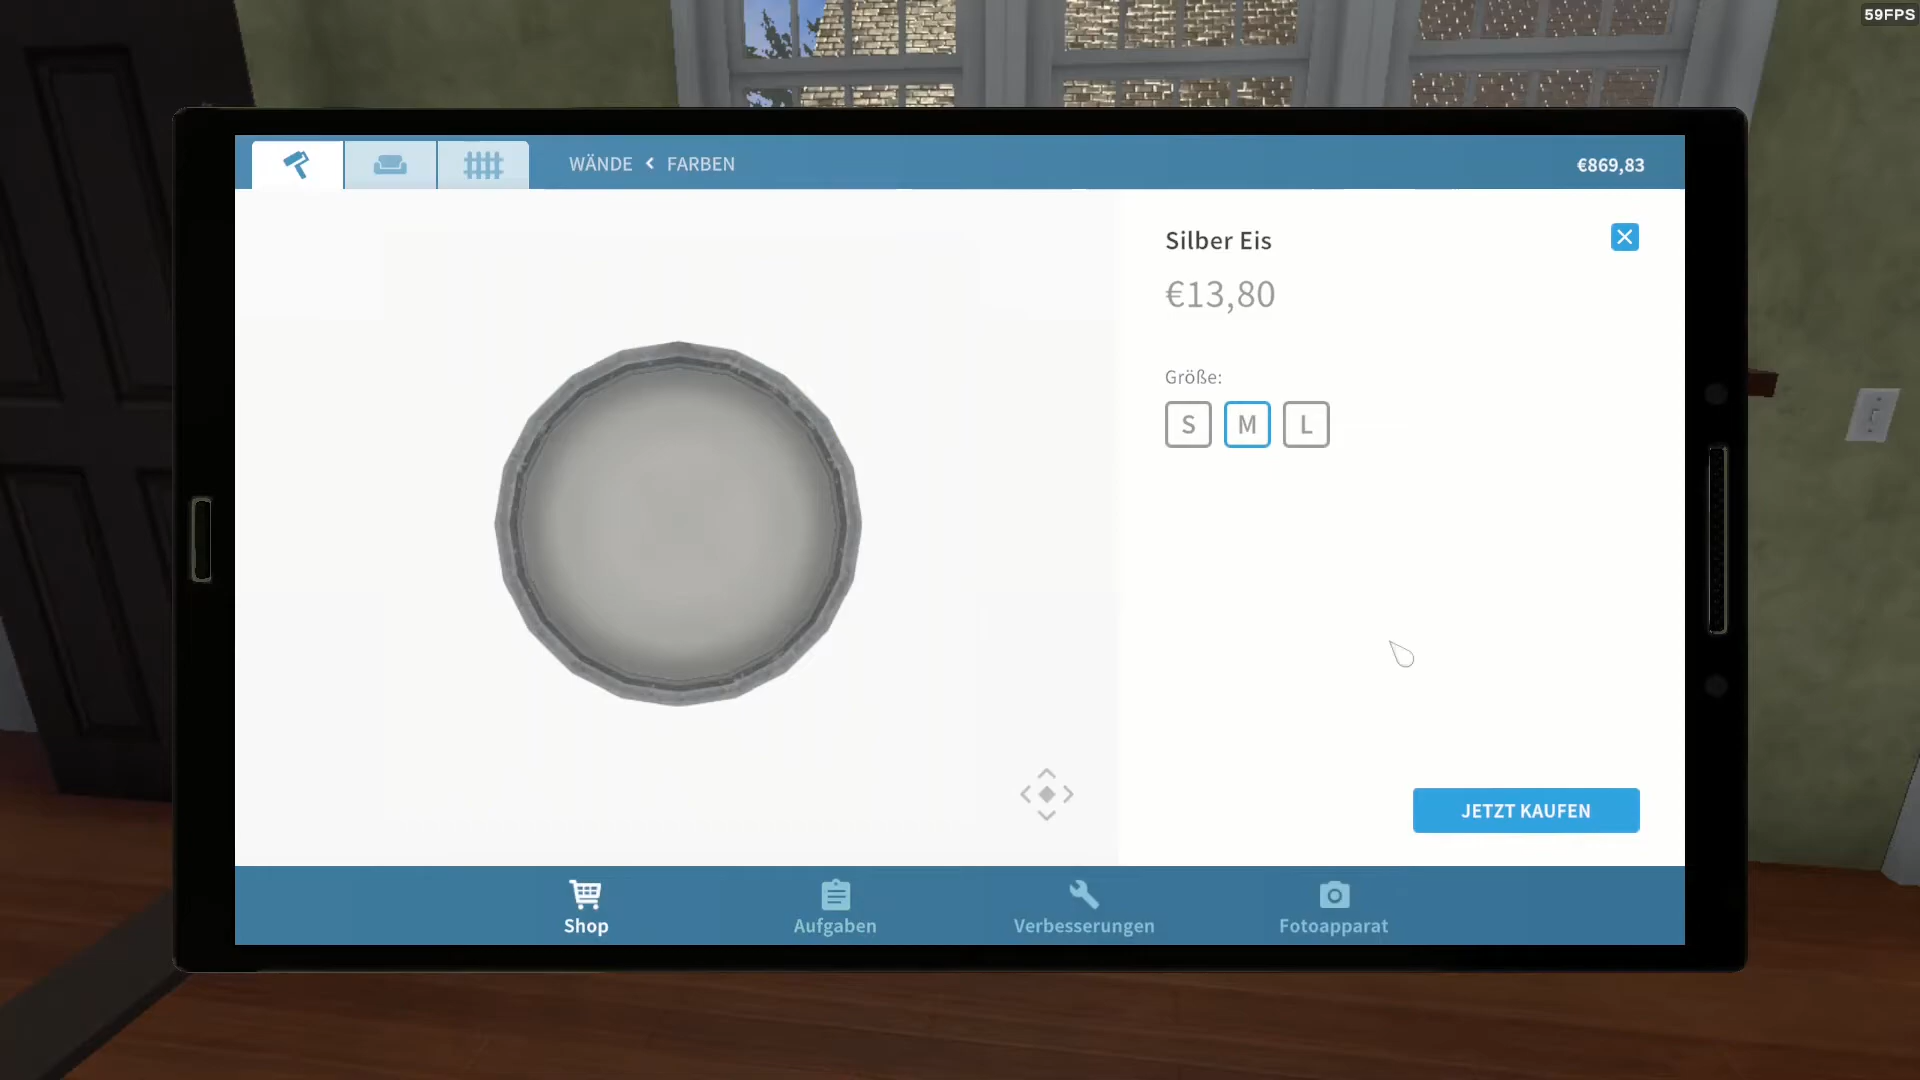 59FPS
WÄNDE < FARBEN
€869,83
Silber Eis
€13,80
Größe:
S M L
JETZT KAUFEN
Shop Aufgaben Verbesserungen Fotoapparat